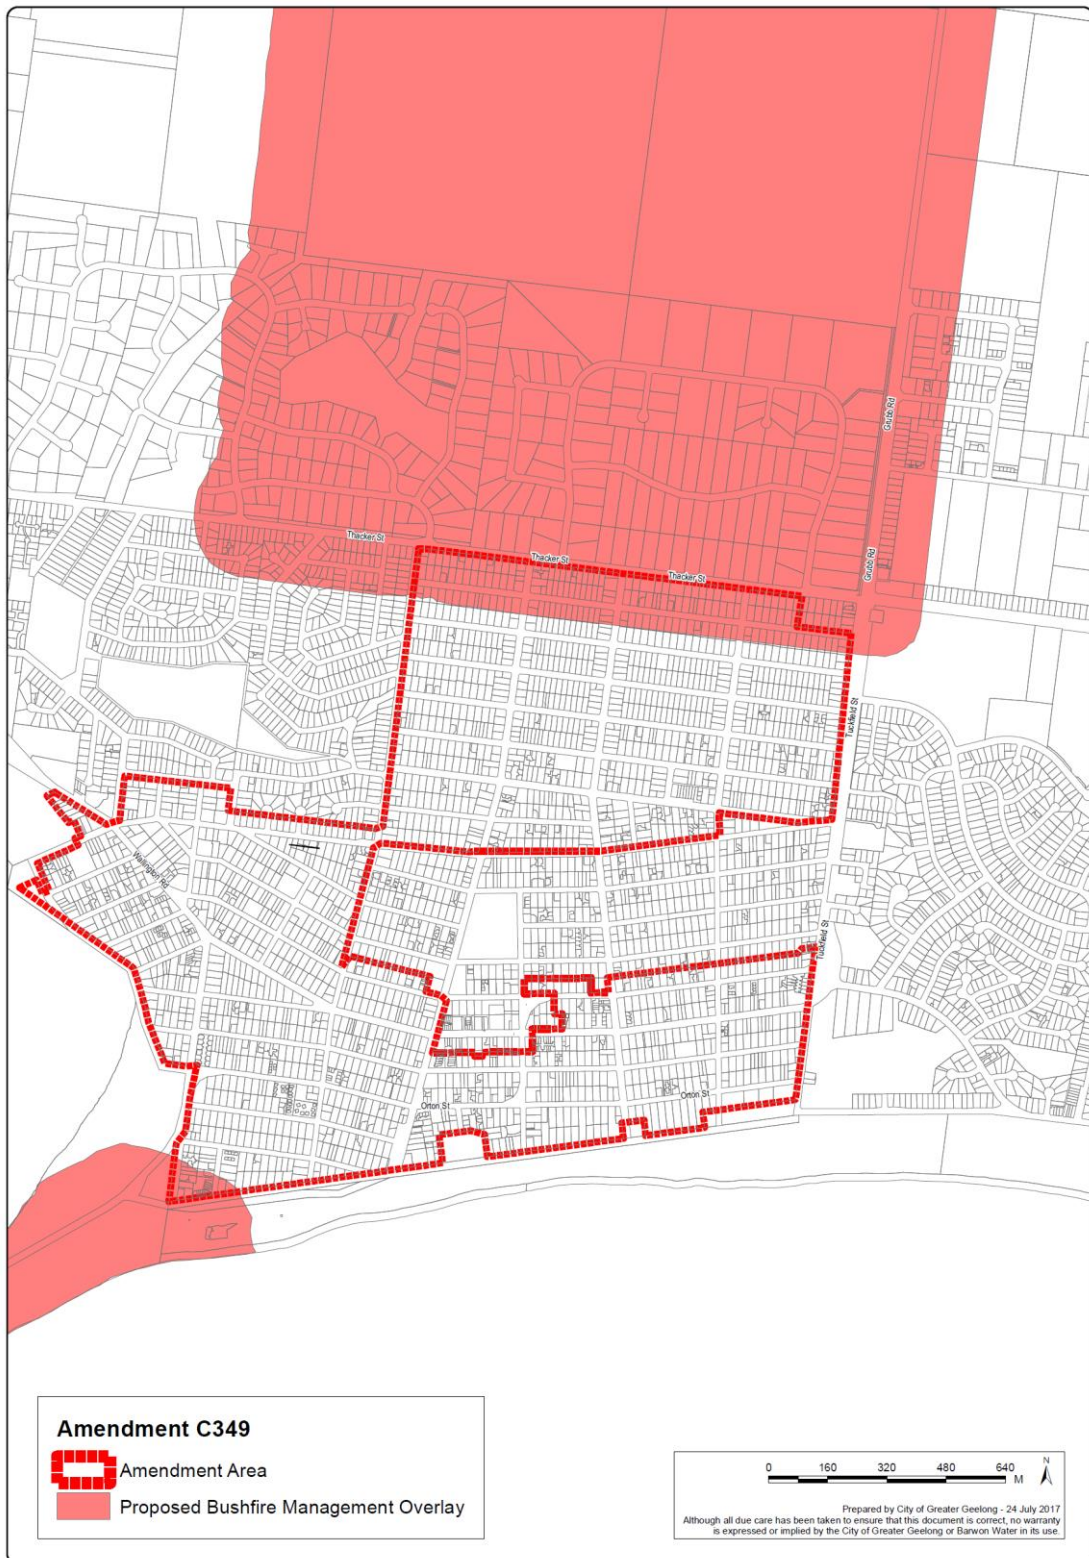 Grubb Rd
Thacker St
Thacker St
Thacker St
Grubb Rd
Tuckfield St
Wallington Rd
Tuckfield St
Orton St
Orton St
Amendment C349
Amendment Area
Proposed Bushfire Management Overlay
0 160 320 480 640 M
N
Prepared by City of Greater Geelong - 24 July 2017
Although all due care has been taken to ensure that this document is correct, no warranty
is expressed or implied by the City of Greater Geelong or Barwon Water in its use.